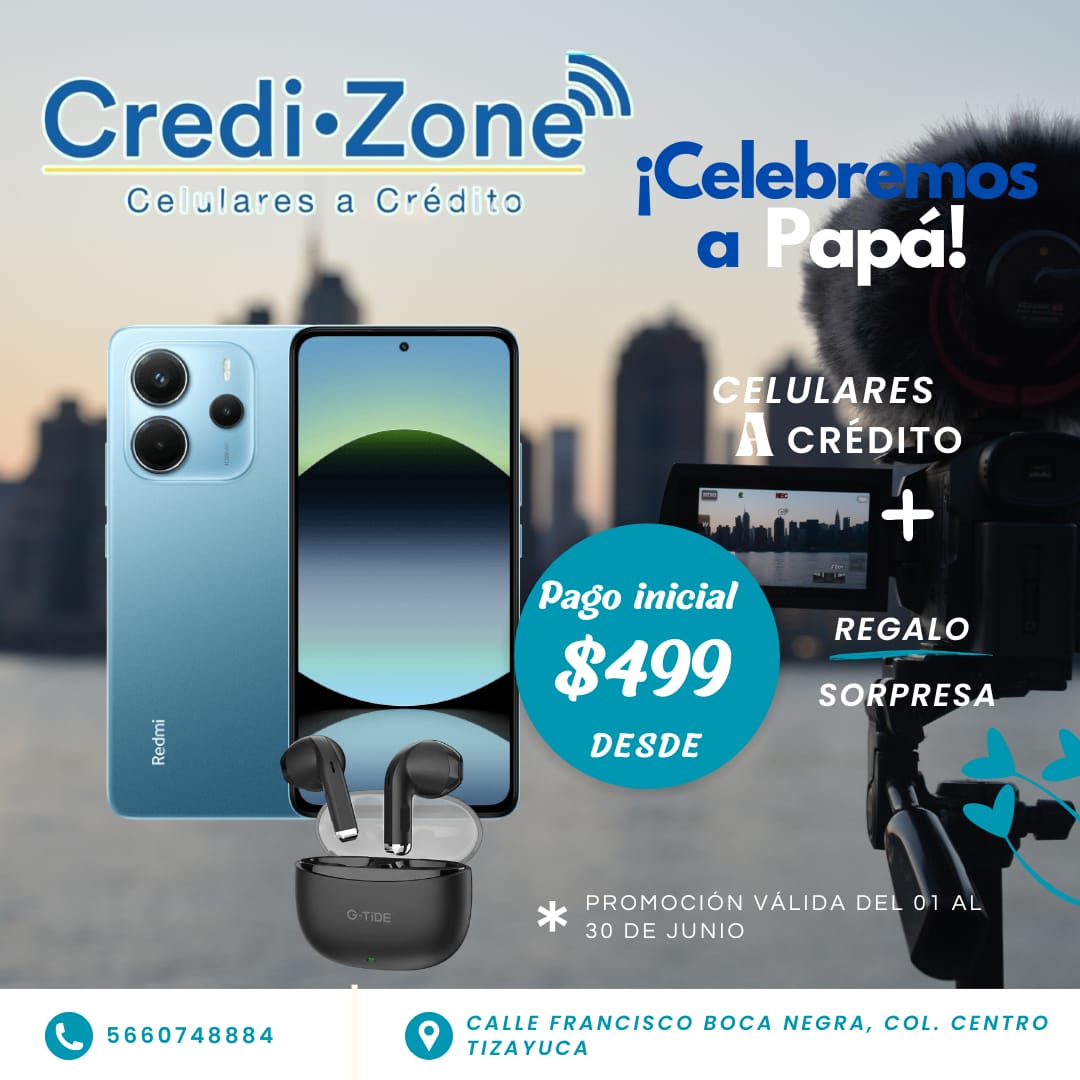 Credi•Zone
Celulares a Crédito
¡Celebremos
a Papá!
CELULARES
A CRÉDITO
+
REGALO
SORPRESA
Pago inicial
$499
DESDE
Redmi
REC
G-TiDE
* PROMOCIÓN VÁLIDA DEL 01 AL
30 DE JUNIO
5660748884
CALLE FRANCISCO BOCA NEGRA, COL. CENTRO
TIZAYUCA